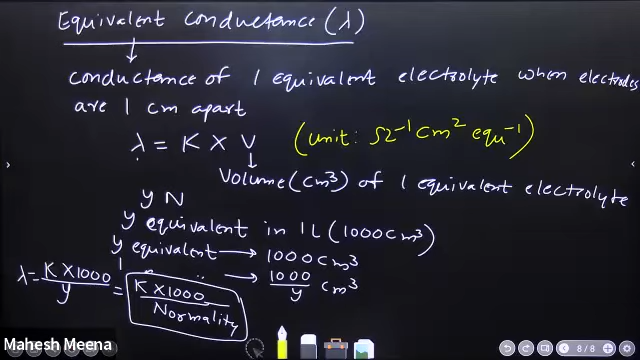 Equivalent conductance (λ)
↓
conductance of 1 equivalent electrolyte when electrodes
are 1 cm apart
λ = K × V (unit: Ω⁻¹ cm² equ⁻¹)
↓
Volume (cm³) of 1 equivalent electrolyte
y N
y equivalent in 1 L (1000 cm³)
y equivalent → 1000 cm³
1 " " → 1000/y cm³
λ = K × 1000 / y = K × 1000 / Normality
Mahesh Meena
8 / 8